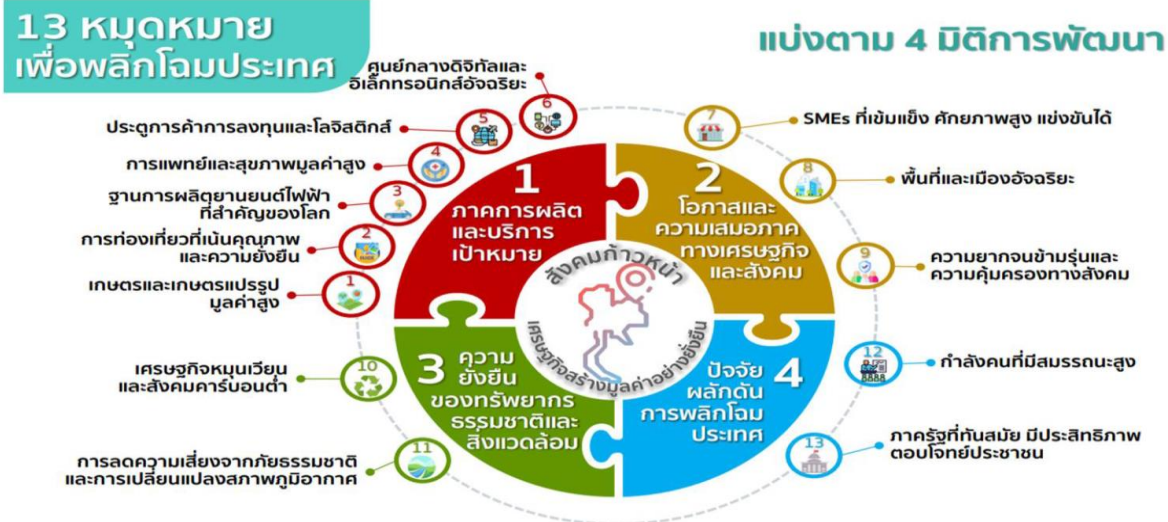 13 หมุดหมาย
เพื่อพลิกโฉมประเทศ
แบ่งตาม 4 มิติการพัฒนา
1
ภาคการผลิต
และบริการ
เป้าหมาย
6
ศูนย์กลางดิจิทัลและ
อิเล็กทรอนิกส์อัจฉริยะ
5
ประตูการค้าการลงทุนและโลจิสติกส์
4
การแพทย์และสุขภาพมูลค่าสูง
3
ฐานการผลิตยานยนต์ไฟฟ้า
ที่สำคัญของโลก
2
การท่องเที่ยวที่เน้นคุณภาพ
และความยั่งยืน
1
เกษตรและเกษตรแปรรูป
มูลค่าสูง
2
โอกาสและ
ความเสมอภาค
ทางเศรษฐกิจ
และสังคม
7
SMEs ที่เข้มแข็ง ศักยภาพสูง แข่งขันได้
8
พื้นที่และเมืองอัจฉริยะ
9
ความยากจนข้ามรุ่นและ
ความคุ้มครองทางสังคม
สังคมก้าวหน้า
เศรษฐกิจสร้างมูลค่าอย่างยั่งยืน
3 ความ
ยั่งยืน
ของทรัพยากร
ธรรมชาติและ
สิ่งแวดล้อม
10
เศรษฐกิจหมุนเวียน
และสังคมคาร์บอนต่ำ
11
การลดความเสี่ยงจากภัยธรรมชาติ
และการเปลี่ยนแปลงสภาพภูมิอากาศ
ปัจจัย 4
ผลักดัน
การพลิกโฉม
ประเทศ
12
กำลังคนที่มีสมรรถนะสูง
13
ภาครัฐที่ทันสมัย มีประสิทธิภาพ
ตอบโจทย์ประชาชน